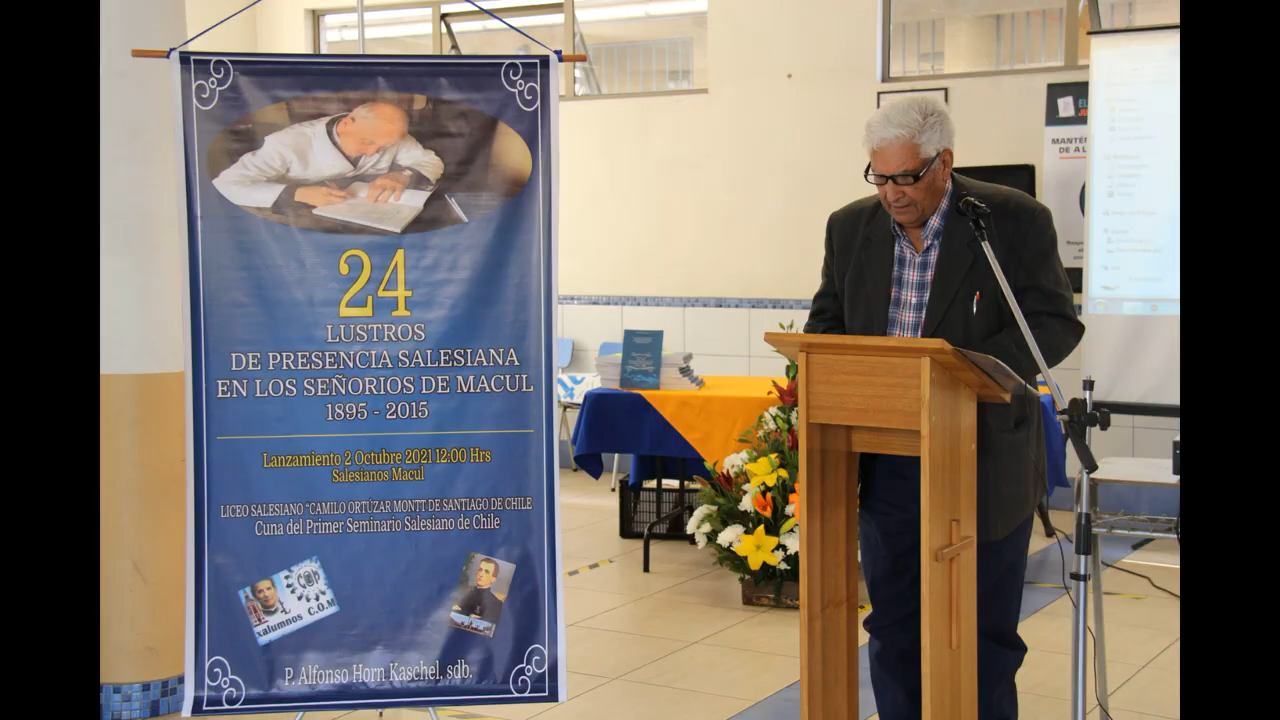 24
LUSTROS
DE PRESENCIA SALESIANA
EN LOS SEÑORIOS DE MACUL
1895 - 2015
Lanzamiento 2 Octubre 2021 12:00 Hrs
Salesianos Macul
LICEO SALESIANO "CAMILO ORTÚZAR MONTT DE SANTIAGO DE CHILE
Cuna del Primer Seminario Salesiano de Chile
xalumnos C.O.M
P. Alfonso Horn Kaschel, sdb.
EL
MANTÉ
DE A L